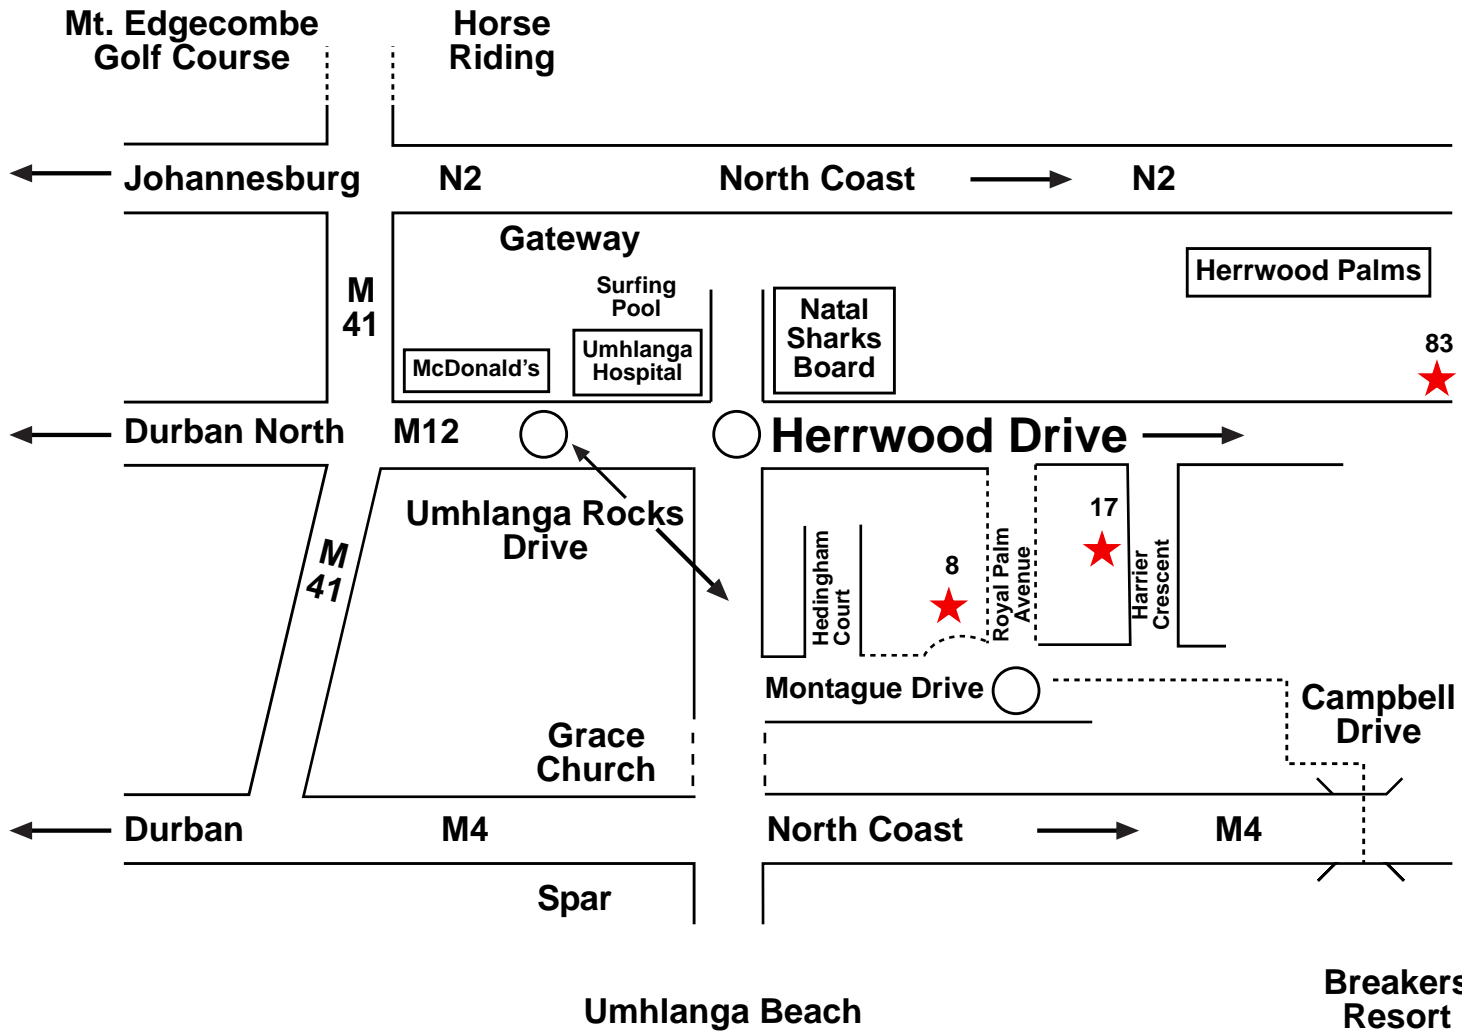 Mt. Edgecombe
Golf Course
Horse
Riding
Johannesburg
N2
North Coast
N2
Gateway
Herrwood Palms
M
41
Surfing
Pool
Natal
Sharks
Board
Umhlanga
Hospital
McDonald's
83
Durban North
M12
Herrwood Drive
Umhlanga Rocks
Drive
17
M
41
8
Hedingham
Court
Royal Palm
Avenue
Harrier
Crescent
Montague Drive
Campbell
Drive
Grace
Church
Durban
M4
North Coast
M4
Spar
Breakers
Resort
Umhlanga Beach